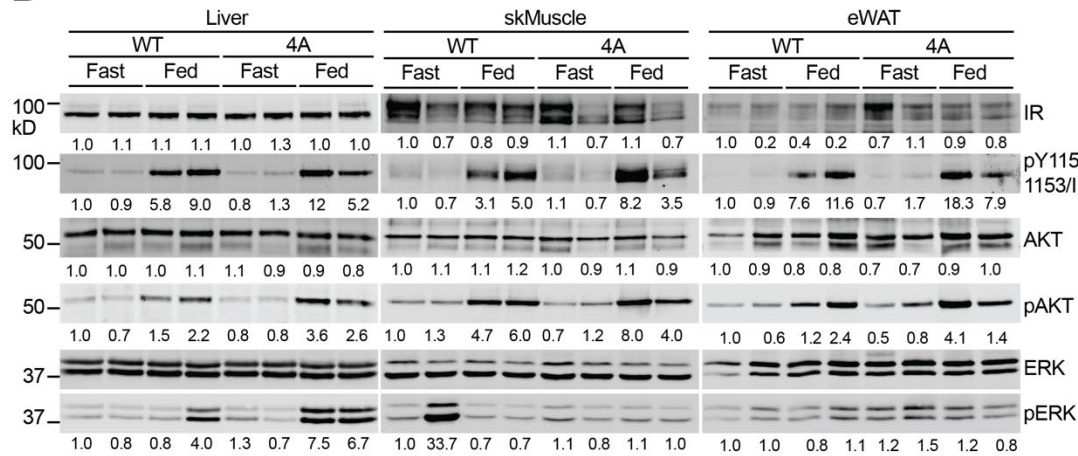 Liver skMuscle eWAT
WT 4A WT 4A WT 4A
Fast Fed Fast Fed Fast Fed Fast Fed Fast Fed Fast Fed
100 IR
kD
1.0 1.1 1.1 1.1 1.0 1.3 1.0 1.0 1.0 0.7 0.8 0.9 1.1 0.7 1.1 0.7 1.0 0.2 0.4 0.2 0.7 1.1 0.9 0.8
100 pY115
1153/I
1.0 0.9 5.8 9.0 0.8 1.3 12 5.2 1.0 0.7 3.1 5.0 1.1 0.7 8.2 3.5 1.0 0.9 7.6 11.6 0.7 1.7 18.3 7.9
50 AKT
1.0 1.0 1.0 1.1 1.1 0.9 0.9 0.8 1.0 1.1 1.1 1.2 1.0 0.9 1.1 0.9 1.0 0.9 0.8 0.8 0.7 0.7 0.9 1.0
50 pAKT
1.0 0.7 1.5 2.2 0.8 0.8 3.6 2.6 1.0 1.3 4.7 6.0 0.7 1.2 8.0 4.0 1.0 0.6 1.2 2.4 0.5 0.8 4.1 1.4
37 ERK
37 pERK
1.0 0.8 0.8 4.0 1.3 0.7 7.5 6.7 1.0 33.7 0.7 0.7 1.1 0.8 1.1 1.0 1.0 1.0 0.8 1.1 1.2 1.5 1.2 0.8